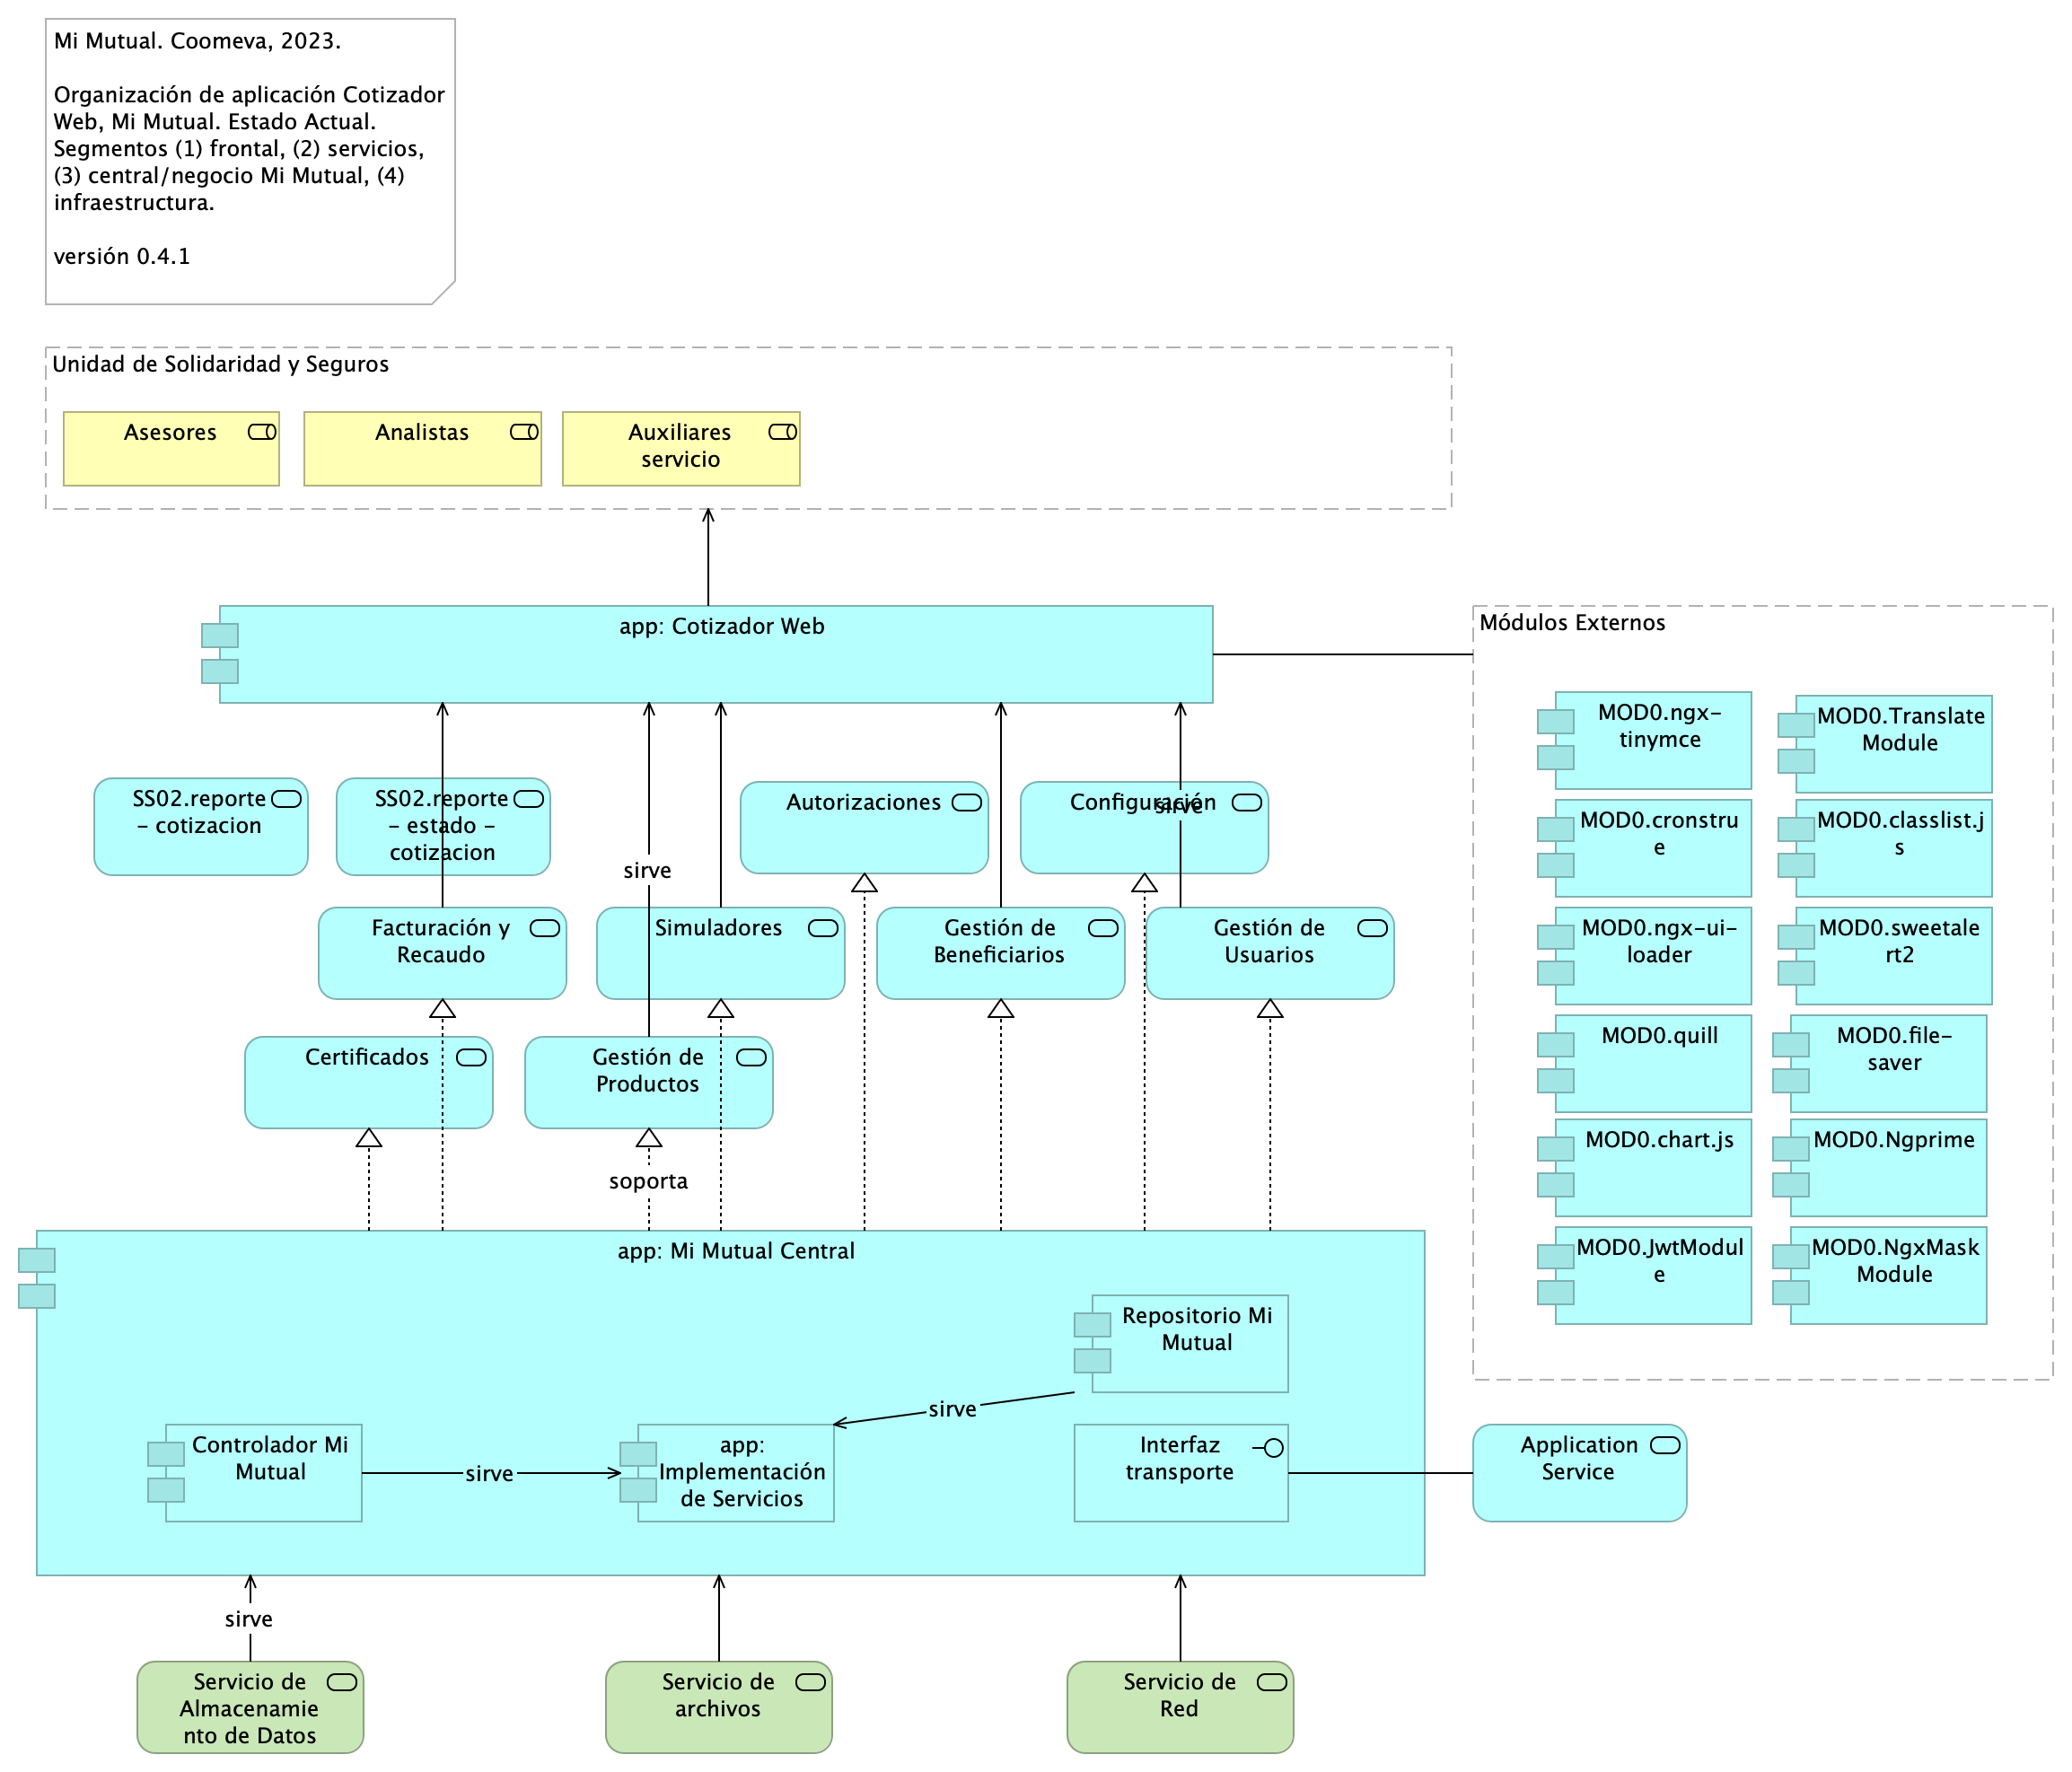 Mi Mutual. Coomeva, 2023.
Organización de aplicación Cotizador
Web, Mi Mutual. Estado Actual.
Segmentos (1) frontal, (2) servicios,
(3) central/negocio Mi Mutual, (4)
infraestructura.
versión 0.4.1
Unidad de Solidaridad y Seguros
Asesores
Analistas
Auxiliares
servicio
app: Cotizador Web
Módulos Externos
MOD0.ngx-
tinymce
MOD0.Translate
Module
MOD0.cronstru
e
MOD0.classlist.j
s
MOD0.ngx-ui-
loader
MOD0.sweetale
rt2
MOD0.quill
MOD0.file-
saver
MOD0.chart.js
MOD0.Ngprime
MOD0.JwtModul
e
MOD0.NgxMask
Module
SS02.reporte
- cotizacion
SS02.reporte
- estado -
cotizacion
Autorizaciones
Configuración
sirve
sirve
Facturación y
Recaudo
Simuladores
Gestión de
Beneficiarios
Gestión de
Usuarios
Certificados
Gestión de
Productos
soporta
app: Mi Mutual Central
Repositorio Mi
Mutual
sirve
Controlador Mi
Mutual
sirve
app:
Implementación
de Servicios
Interfaz
transporte
Application
Service
sirve
Servicio de
Almacenamie
nto de Datos
Servicio de
archivos
Servicio de
Red